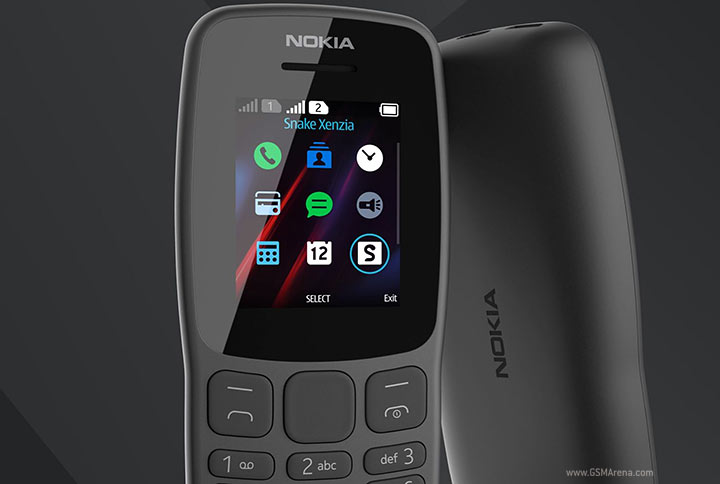 NOKIA
1 2
Snake Xenzia
12 S
SELECT Exit
1 2 abc def 3
NOKIA
www.GSMArena.com